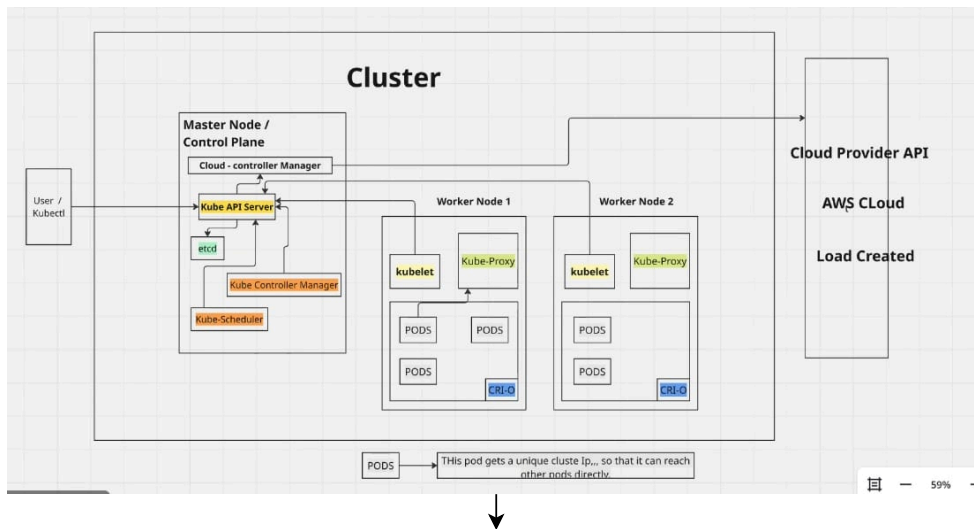 Cluster
Master Node /
Control Plane
Cloud - controller Manager
Kube API Server
etcd
Kube Controller Manager
Kube-Scheduler
User /
Kubectl
Worker Node 1
kubelet
Kube-Proxy
PODS
PODS
PODS
CRI-O
Worker Node 2
kubelet
Kube-Proxy
PODS
PODS
CRI-O
Cloud Provider API
AWS CLoud
Load Created
PODS
THis pod gets a unique cluste Ip,,, so that it can reach
other pods directly.
59%